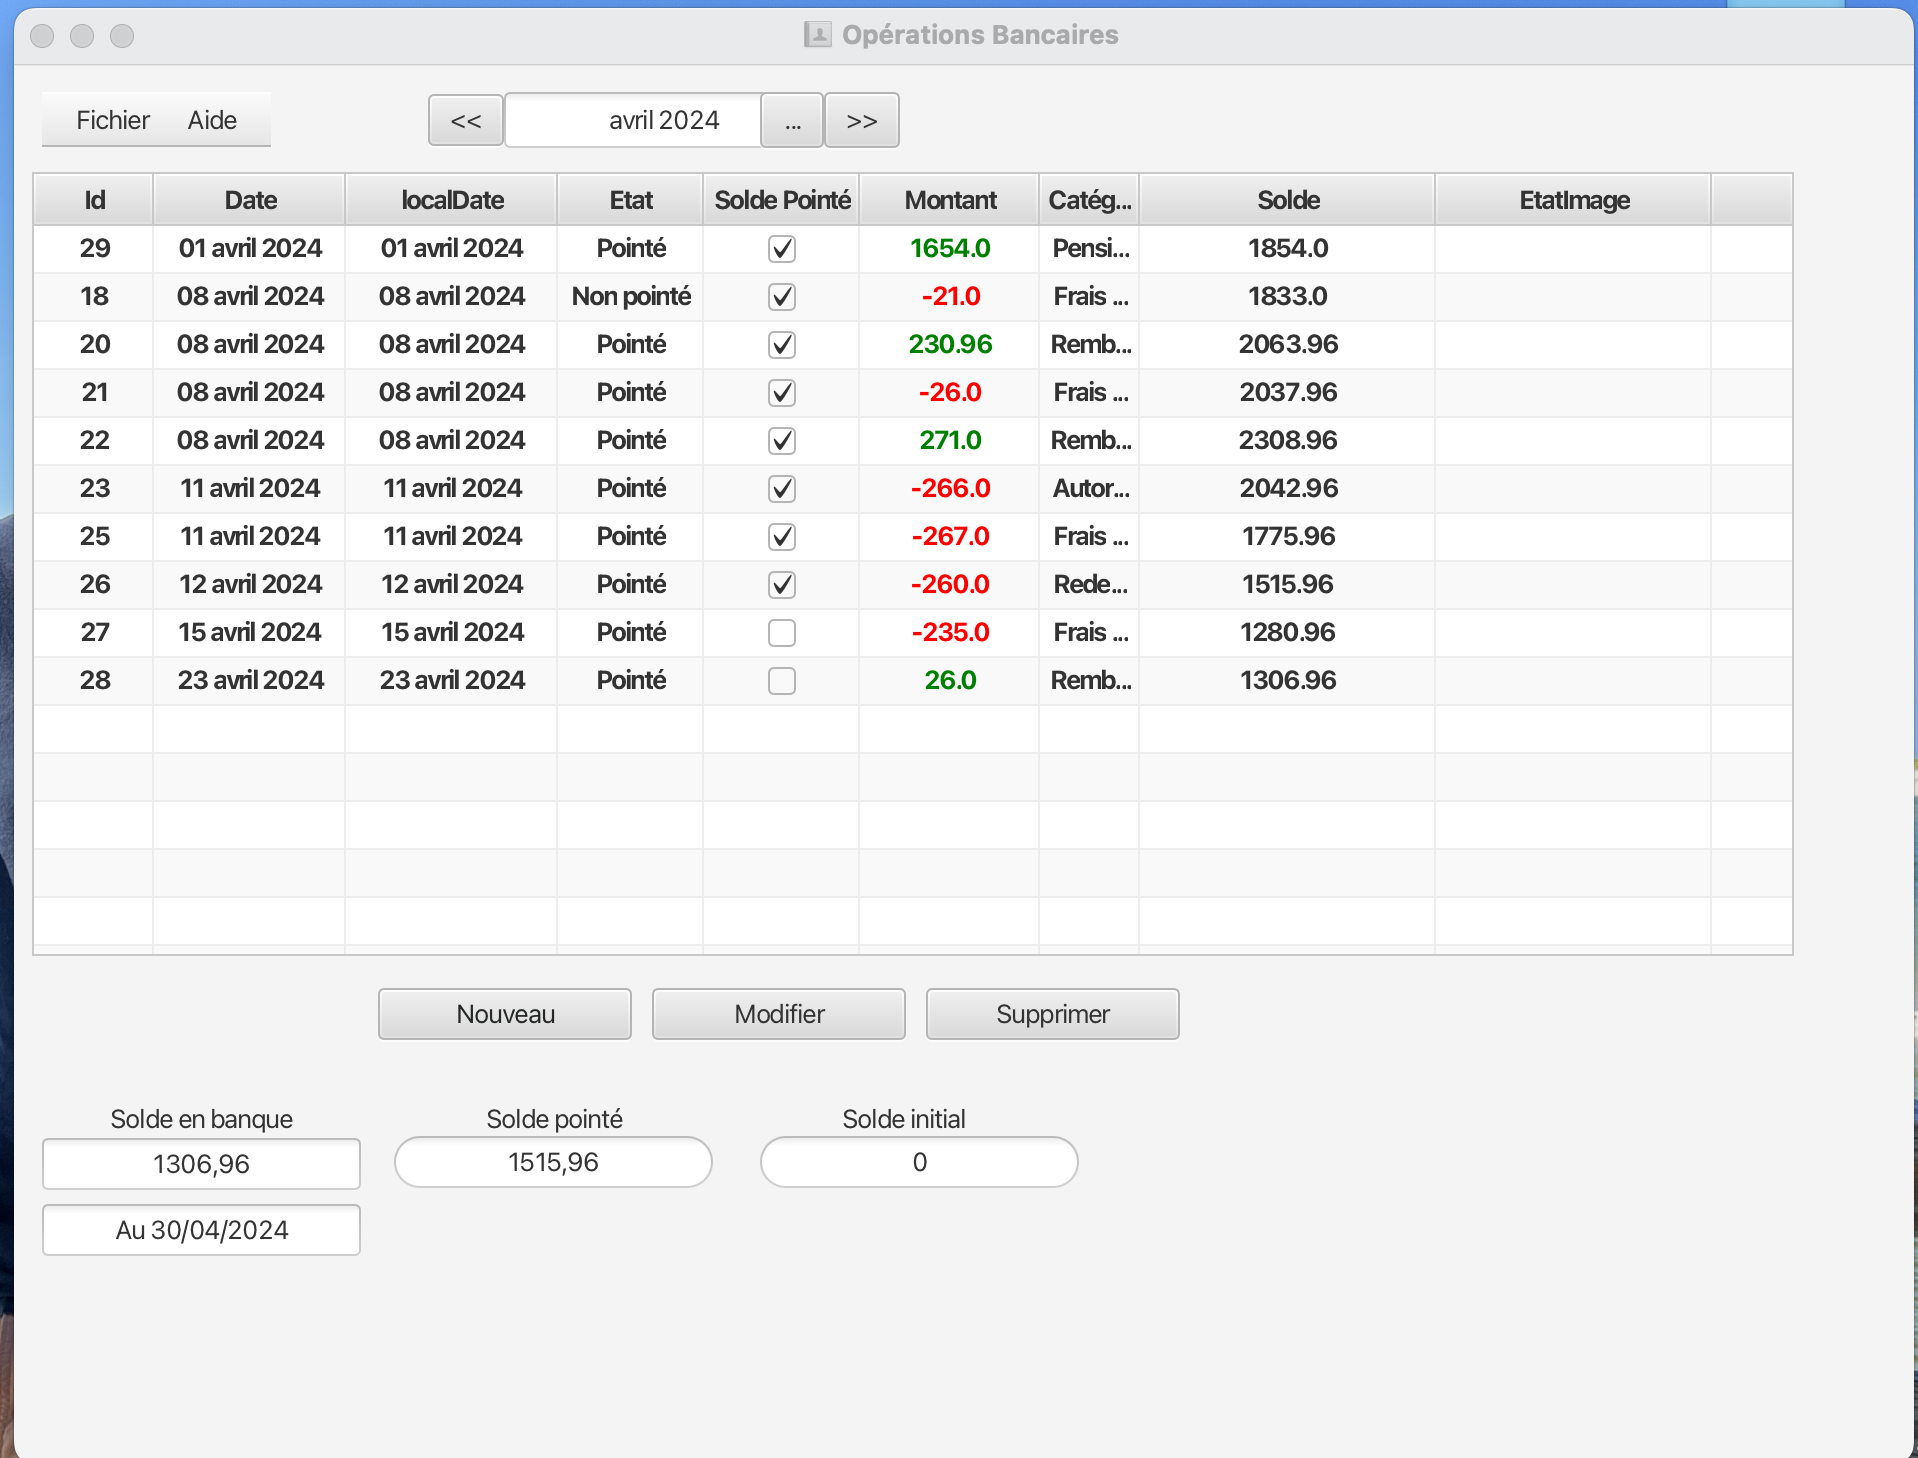 Opérations Bancaires
Fichier Aide << avril 2024 ... >>
Id Date localDate Etat Solde Pointé Montant Catég... Solde EtatImage
29 01 avril 2024 01 avril 2024 Pointé 1654.0 Pensi... 1854.0
18 08 avril 2024 08 avril 2024 Non pointé -21.0 Frais ... 1833.0
20 08 avril 2024 08 avril 2024 Pointé 230.96 Remb... 2063.96
21 08 avril 2024 08 avril 2024 Pointé -26.0 Frais ... 2037.96
22 08 avril 2024 08 avril 2024 Pointé 271.0 Remb... 2308.96
23 11 avril 2024 11 avril 2024 Pointé -266.0 Autor... 2042.96
25 11 avril 2024 11 avril 2024 Pointé -267.0 Frais ... 1775.96
26 12 avril 2024 12 avril 2024 Pointé -260.0 Rede... 1515.96
27 15 avril 2024 15 avril 2024 Pointé -235.0 Frais ... 1280.96
28 23 avril 2024 23 avril 2024 Pointé 26.0 Remb... 1306.96
Nouveau Modifier Supprimer
Solde en banque Solde pointé Solde initial
1306,96 1515,96 0
Au 30/04/2024